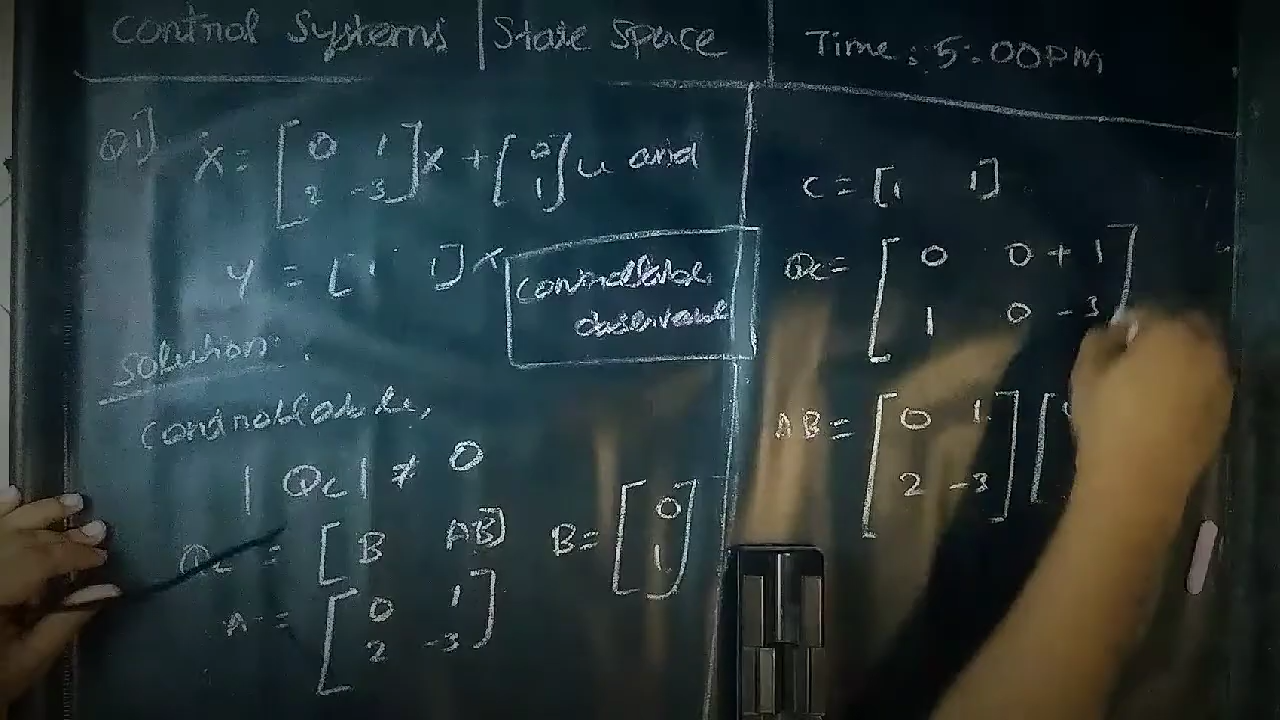 Control Systems | State Space | Time: 5:00PM
Q1] Ẋ = [0 1
2 -3] X + [0
1] u and
Y = [1 1] x
controllable
observable
Solution:
Controllable,
|Qc| ≠ 0
Qc = [B AB] B = [0
1]
A = [0 1
2 -3]
C = [1 1]
Qc = [0 0+1
1 0-3]
AB = [0 1
2 -3] [